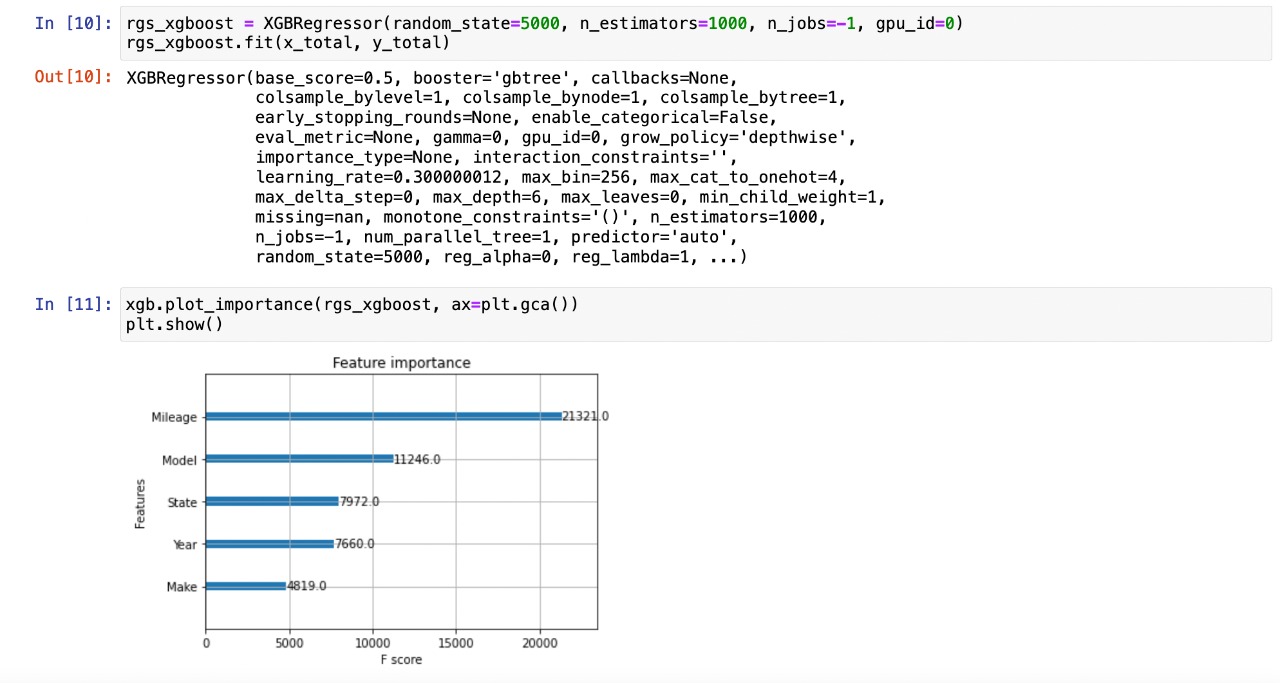 In [10]: rgs_xgboost = XGBRegressor(random_state=5000, n_estimators=1000, n_jobs=-1, gpu_id=0)
rgs_xgboost.fit(x_total, y_total)
Out[10]: XGBRegressor(base_score=0.5, booster='gbtree', callbacks=None,
colsample_bylevel=1, colsample_bynode=1, colsample_bytree=1,
early_stopping_rounds=None, enable_categorical=False,
eval_metric=None, gamma=0, gpu_id=0, grow_policy='depthwise',
importance_type=None, interaction_constraints='',
learning_rate=0.300000012, max_bin=256, max_cat_to_onehot=4,
max_delta_step=0, max_depth=6, max_leaves=0, min_child_weight=1,
missing=nan, monotone_constraints='()', n_estimators=1000,
n_jobs=-1, num_parallel_tree=1, predictor='auto',
random_state=5000, reg_alpha=0, reg_lambda=1, ...)
In [11]: xgb.plot_importance(rgs_xgboost, ax=plt.gca())
plt.show()
Feature importance
Mileage 21321.0
Model 11246.0
State 7972.0
Year 7660.0
Make 4819.0
Features
0 5000 10000 15000 20000
F score